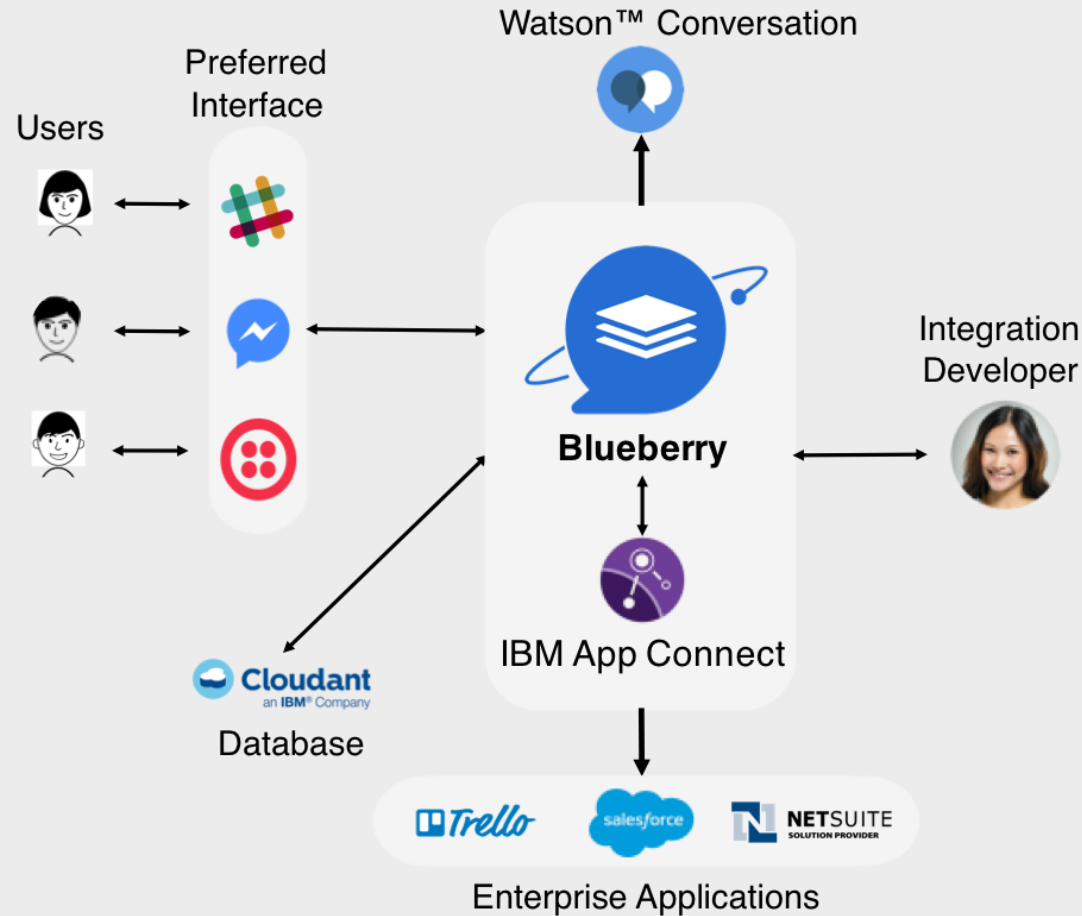 Watson™ Conversation
Preferred
Interface
Users
Integration
Developer
Blueberry
IBM App Connect
Cloudant
an IBM® Company
Database
Trello
salesforce
NETSUITE
SOLUTION PROVIDER
Enterprise Applications